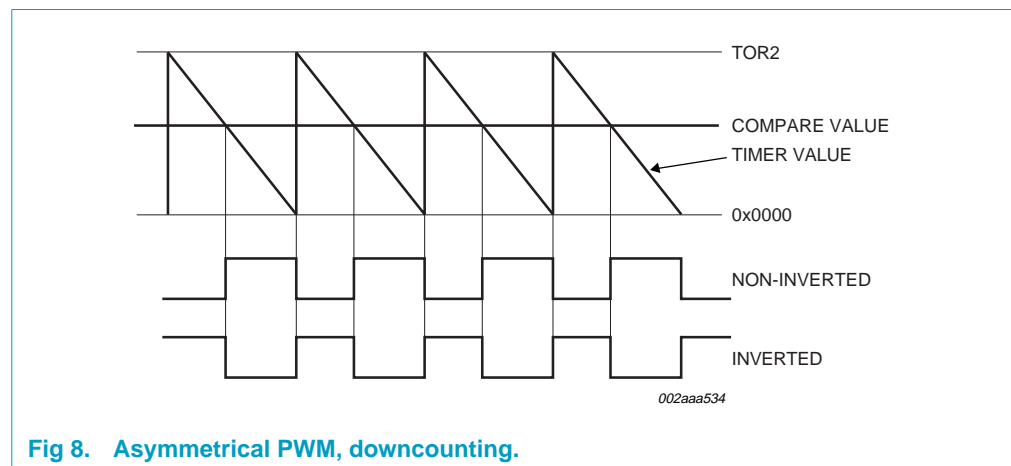 TOR2
COMPARE VALUE
TIMER VALUE
0x0000
NON-INVERTED
INVERTED
002aaa534
Fig 8. Asymmetrical PWM, downcounting.